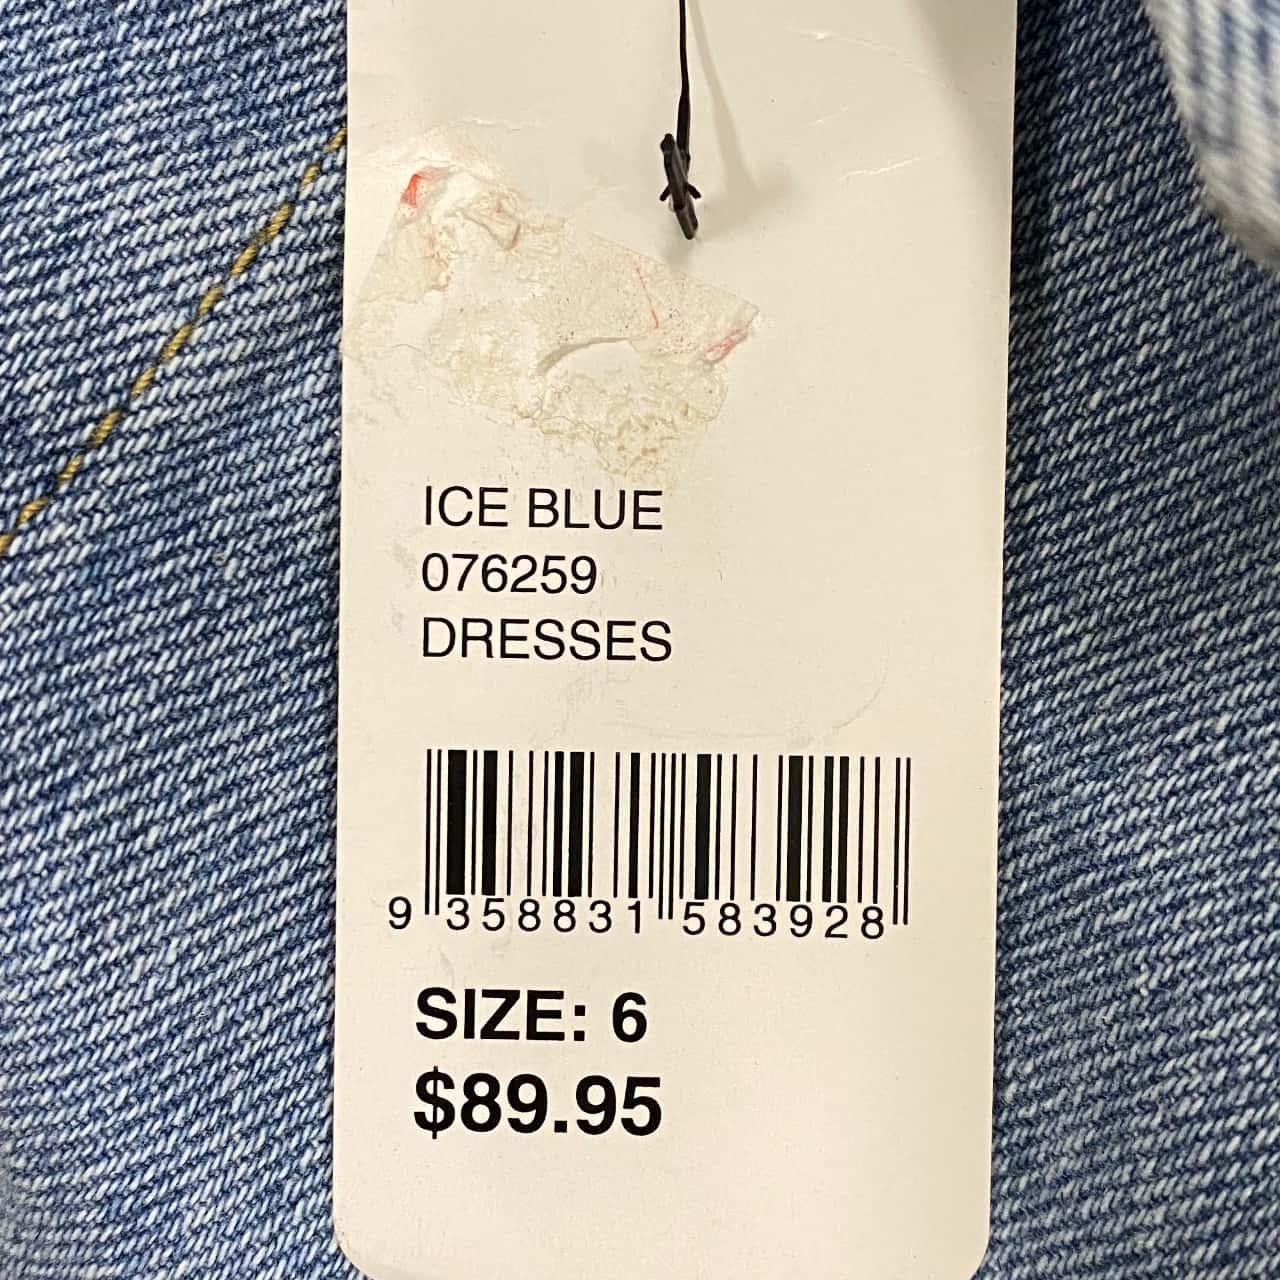 ICE BLUE
076259
DRESSES
9 358831 583928
SIZE: 6
$89.95